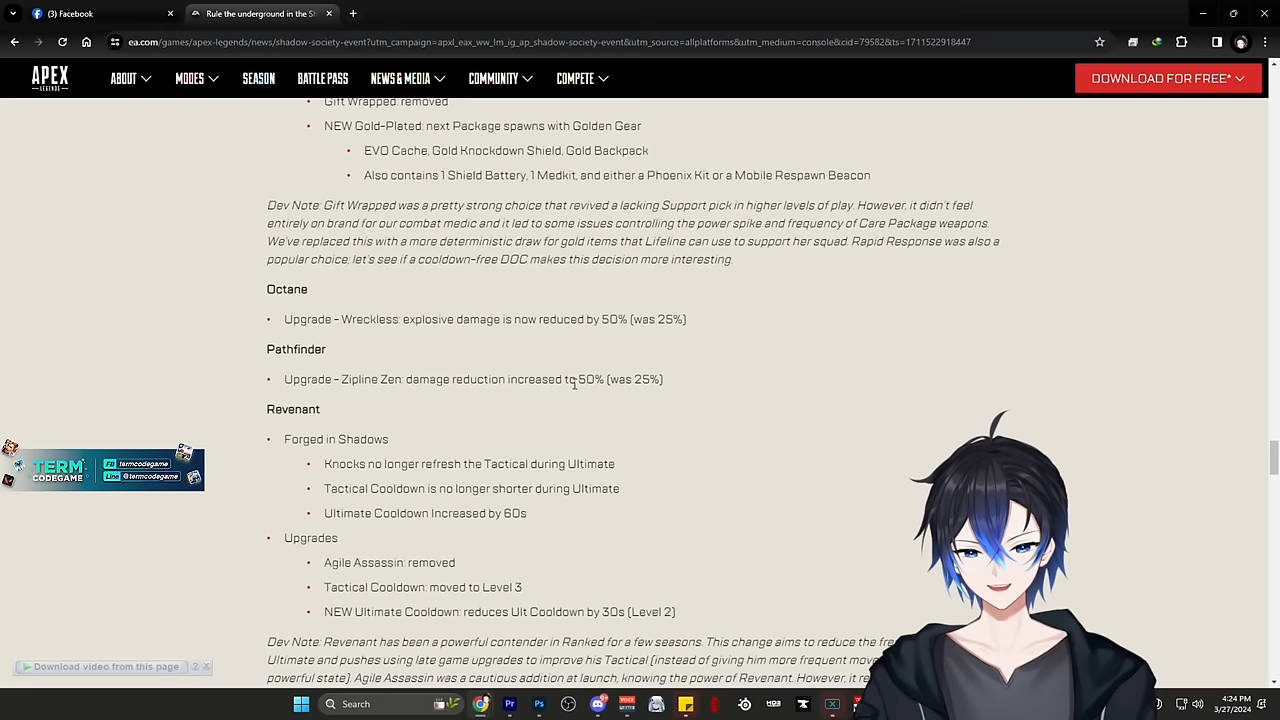 (3) Facebook
Rule the underground in the S
ea.com/games/apex-legends/news/shadow-society-event?utm_campaign=apxl_eax_ww_lm_ig_ap_shadow-society-event&utm_source=allplatforms&utm_medium=console&cid=79582&ts=1711522918447
APEX
LEGENDS
ABOUT
MODES
SEASON
BATTLE PASS
NEWS & MEDIA
COMMUNITY
COMPETE
DOWNLOAD FOR FREE*
Gift Wrapped: removed
NEW Gold-Plated: next Package spawns with Golden Gear
EVO Cache, Gold Knockdown Shield, Gold Backpack
Also contains 1 Shield Battery, 1 Medkit, and either a Phoenix Kit or a Mobile Respawn Beacon
Dev Note: Gift Wrapped was a pretty strong choice that revived a lacking Support pick in higher levels of play. However, it didn't feel
entirely on brand for our combat medic and it led to some issues controlling the power spike and frequency of Care Package weapons.
We've replaced this with a more deterministic draw for gold items that Lifeline can use to support her squad. Rapid Response was also a
popular choice, let's see if a cooldown-free DOC makes this decision more interesting.
Octane
Upgrade - Wreckless: explosive damage is now reduced by 50% (was 25%)
Pathfinder
Upgrade - Zipline Zen: damage reduction increased to 50% (was 25%)
Revenant
Forged in Shadows
Knocks no longer refresh the Tactical during Ultimate
Tactical Cooldown is no longer shorter during Ultimate
Ultimate Cooldown Increased by 60s
Upgrades
Agile Assassin: removed
Tactical Cooldown: moved to Level 3
NEW Ultimate Cooldown: reduces Ult Cooldown by 30s (Level 2)
Dev Note: Revenant has been a powerful contender in Ranked for a few seasons. This change aims to reduce the fre
Ultimate and pushes using late game upgrades to improve his Tactical (instead of giving him more frequent
powerful state). Agile Assassin was a cautious addition at launch, knowing the power of Revenant. However, it re
TERM
CODEGAME
FB termcodegame
Line @termcodegame
Download video from this page
? X
Search
4:24 PM
3/27/2024